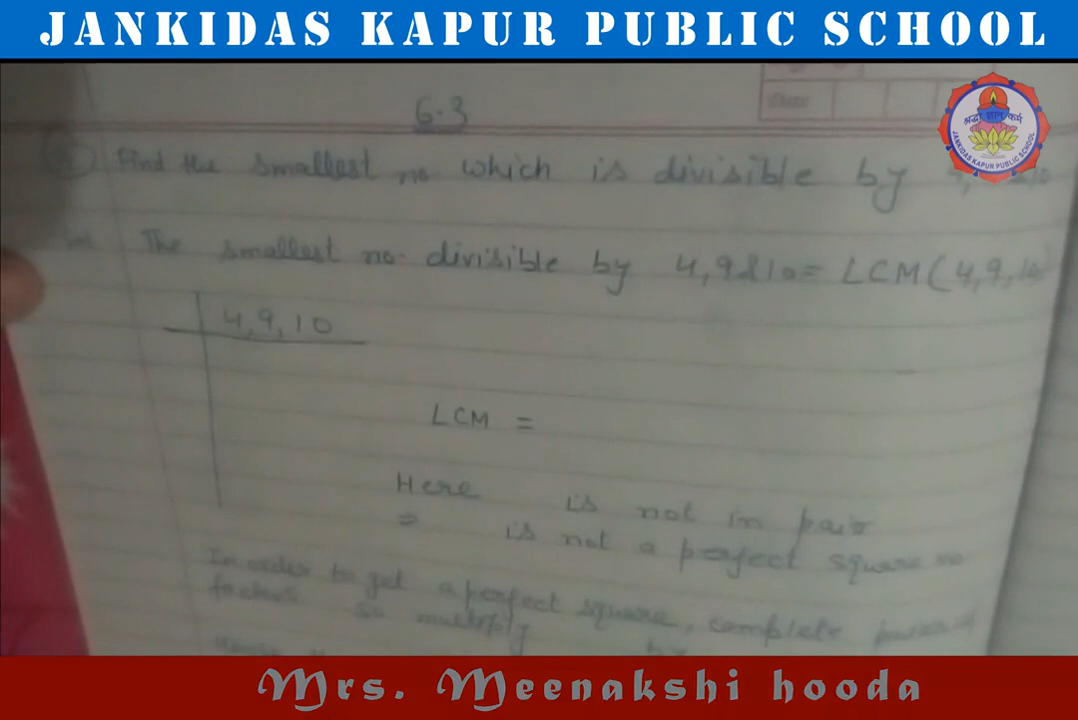 JANKIDAS KAPUR PUBLIC SCHOOL
6.3
श्रद्धा ज्ञान कर्म
JANKIDAS KAPUR PUBLIC SCHOOL
Find the smallest no which is divisible by
The smallest no. divisible by 4,9&10= LCM(4,9,10
4,9,10
LCM =
Here is not in pair
⇒ is not a perfect square no
In order to get a perfect square, complete
factors so multiply by
Mrs. Meenakshi hooda